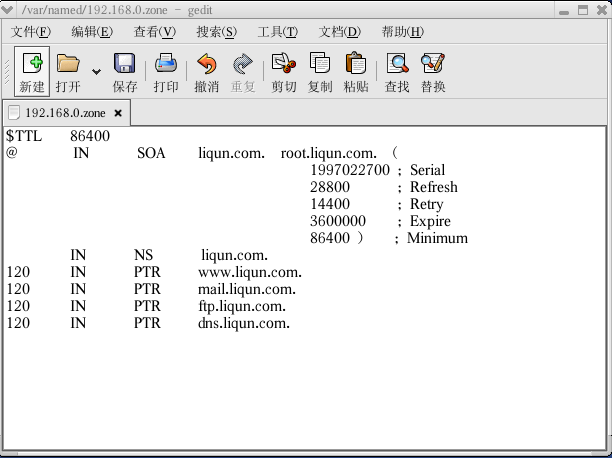 /var/named/192.168.0.zone - gedit
文件(F) 编辑(E) 查看(V) 搜索(S) 工具(T) 文档(D) 帮助(H)
新建 打开 保存 打印 撤消 重复 剪切 复制 粘贴 查找 替换
192.168.0.zone
$TTL 86400
@ IN SOA liqun.com. root.liqun.com. (
1997022700 ; Serial
28800 ; Refresh
14400 ; Retry
3600000 ; Expire
86400 ) ; Minimum
IN NS liqun.com.
120 IN PTR www.liqun.com.
120 IN PTR mail.liqun.com.
120 IN PTR ftp.liqun.com.
120 IN PTR dns.liqun.com.